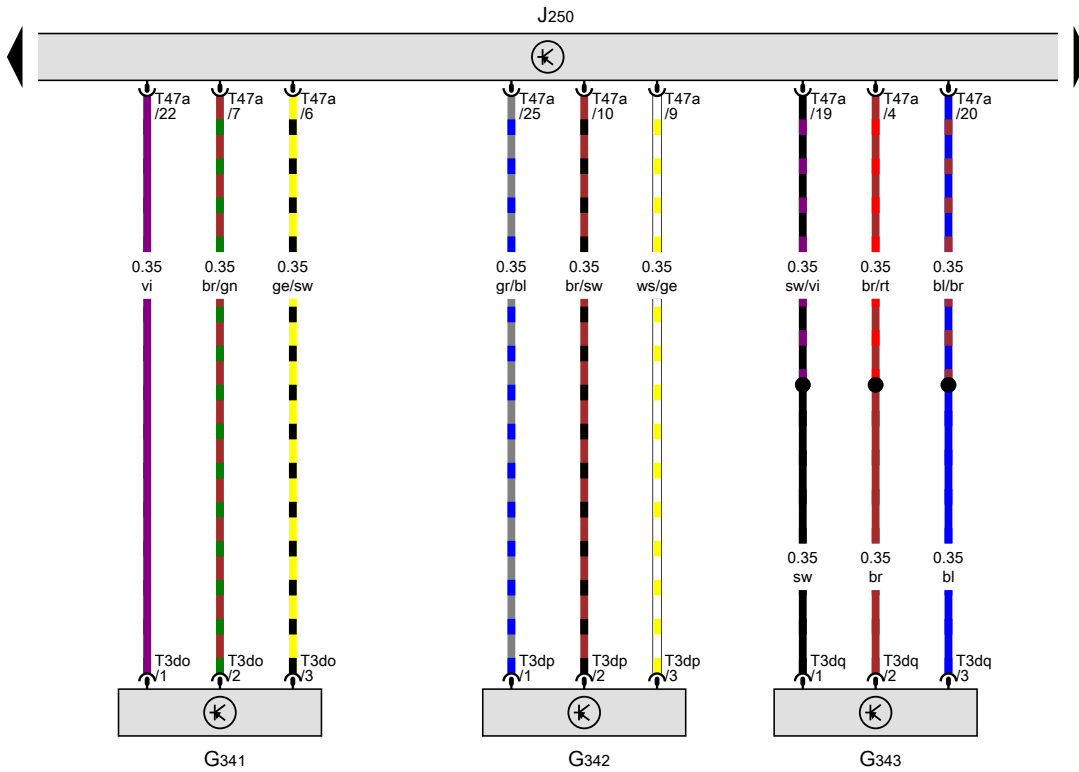 J250
T47a T47a T47a T47a T47a T47a T47a T47a T47a
/22 /7 /6 /25 /10 /9 /19 /4 /20
0.35 0.35 0.35 0.35 0.35 0.35 0.35 0.35 0.35
vi br/gn ge/sw gr/bl br/sw ws/ge sw/vi br/rt bl/br
0.35 0.35 0.35
sw br bl
T3do T3do T3do T3dp T3dp T3dp T3dq T3dq T3dq
/1 /2 /3 /1 /2 /3 /1 /2 /3
G341 G342 G343